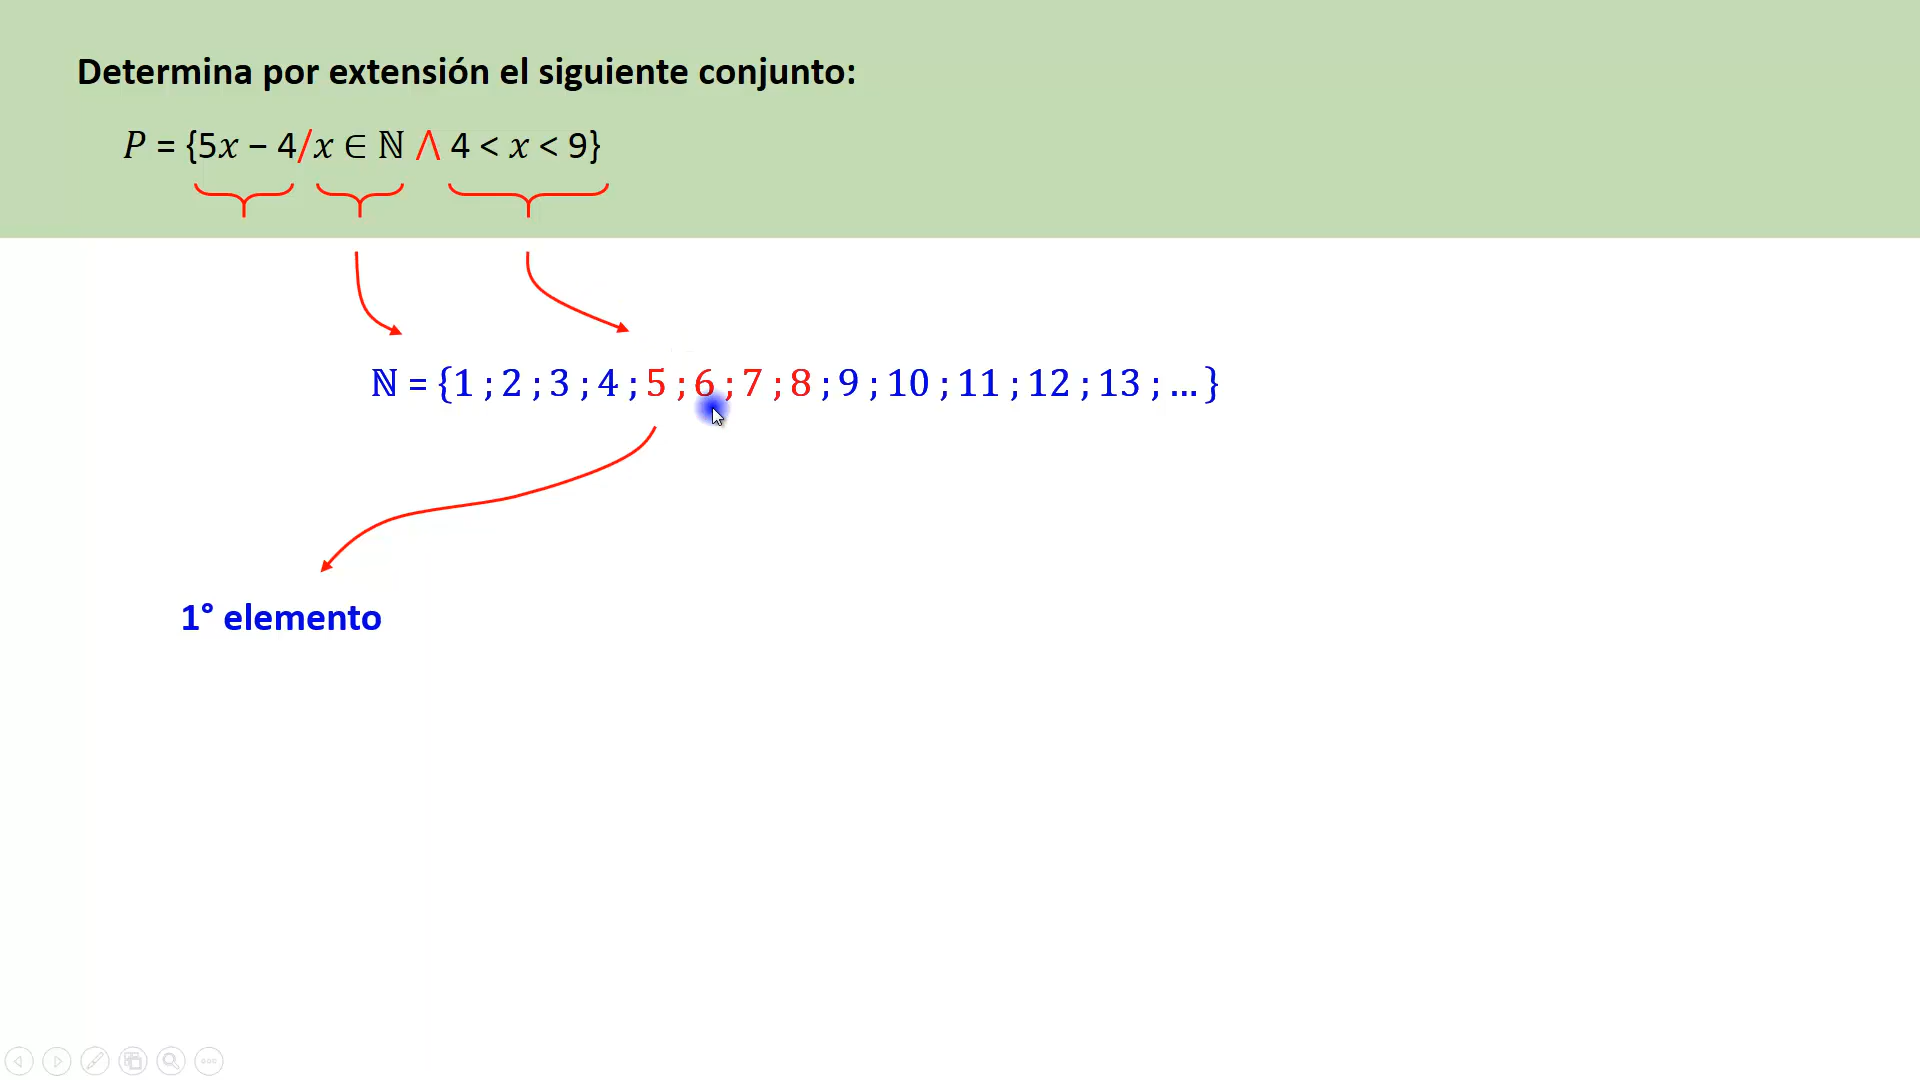 Determina por extensión el siguiente conjunto:
P = {5x − 4/x ∈ ℕ ⋀ 4 < x < 9}
ℕ = {1 ; 2 ; 3 ; 4 ; 5 ; 6 ; 7 ; 8 ; 9 ; 10 ; 11 ; 12 ; 13 ; … }
1° elemento